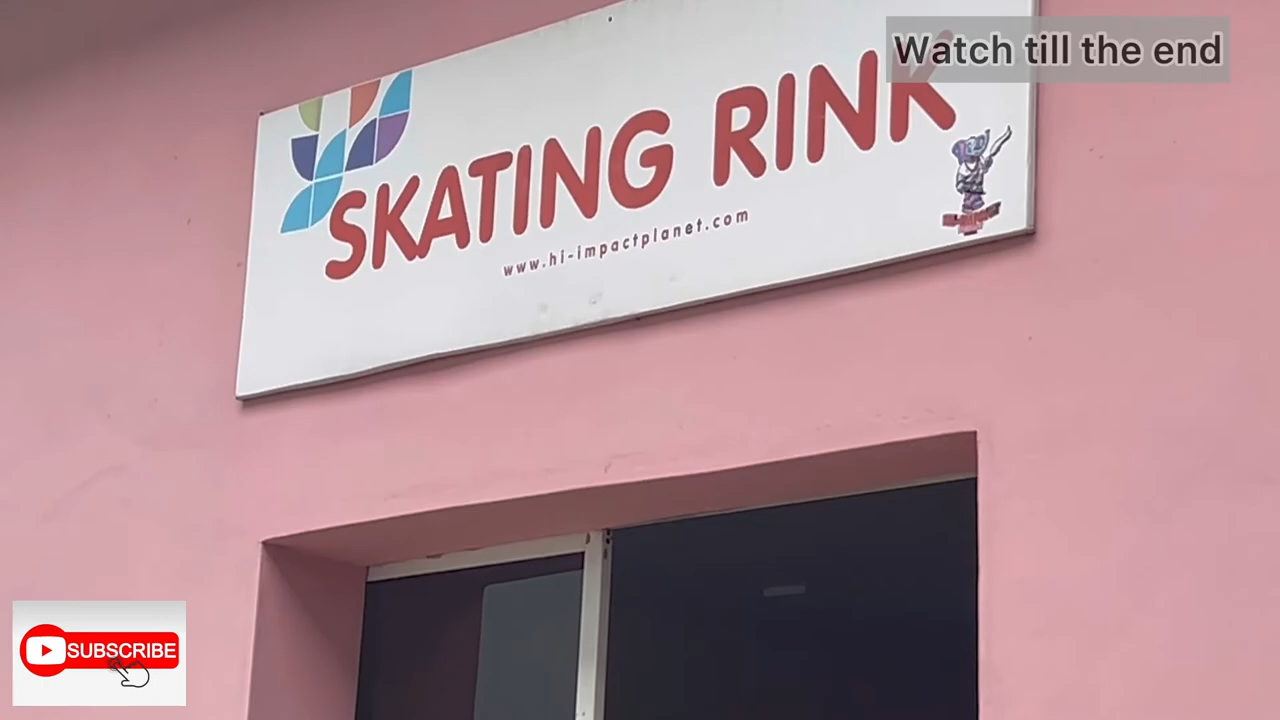 Watch till the end
SKATING RINK
www.hi-impactplanet.com
SUBSCRIBE